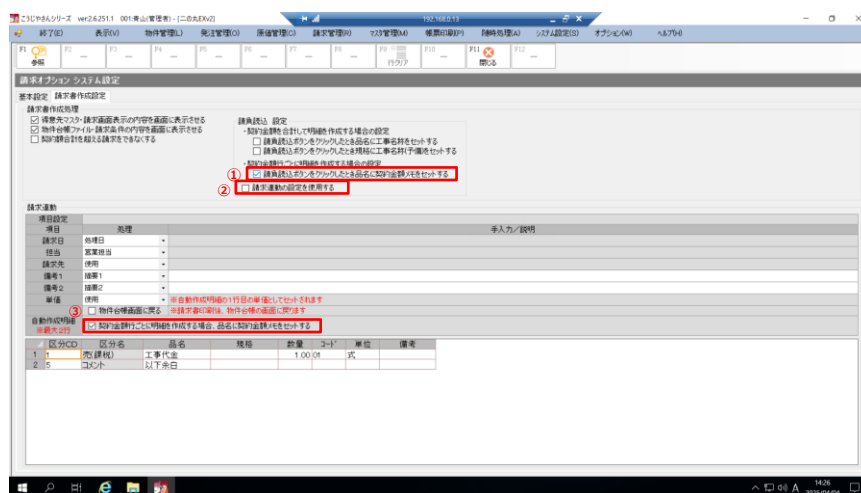 こうじやさんシリーズ ver.2.6.251.1 001:青山(管理者) - [二の丸EXv2]
192.168.0.13
終了(E) 表示(V) 物件管理(L) 発注管理(O) 原価管理(C) 請求管理(R) マスタ管理(M) 帳票印刷(P) 随時処理(A) システム設定(S) オプション(W) ヘルプ(H)
F1 F2 F3 F4 F5 F6 F7 F8 F9 F10 F11 F12
参照 行クリア 閉じる
請求オプション システム設定
基本設定 請求書作成設定
請求書作成処理
得意先マスタ・請求画面表示の内容を画面に表示させる
物件台帳ファイル・請求条件の内容を画面に表示させる
契約額合計を超える請求をできなくする
請負読込 設定
・契約金額を合計して明細を作成する場合の設定
請負読込ボタンをクリックしたとき品名に工事名称をセットする
請負読込ボタンをクリックしたとき規格に工事名称(予備)をセットする
・契約金額行ごとに明細を作成する場合の設定
① 請負読込ボタンをクリックしたとき品名に契約金額メモをセットする
② 請求連動の設定を使用する
請求連動
項目設定
項目 処理 手入力/説明
請求日 処理日
担当 営業担当
請求先 使用
備考1 摘要1
備考2 摘要2
単価 使用 ※自動作成明細の1行目の単価としてセットされます
③ 物件台帳画面に戻る ※請求書印刷後、物件台帳の画面に戻ります
自動作成明細
※最大2行
契約金額行ごとに明細を作成する場合、品名に契約金額メモをセットする
区分CD 区分名 品名 規格 数量 コード 単位 備考
1 1 売(課税) 工事代金 1.00 01 式
2 5 コメント 以下余白
A 14:26
2025/04/04